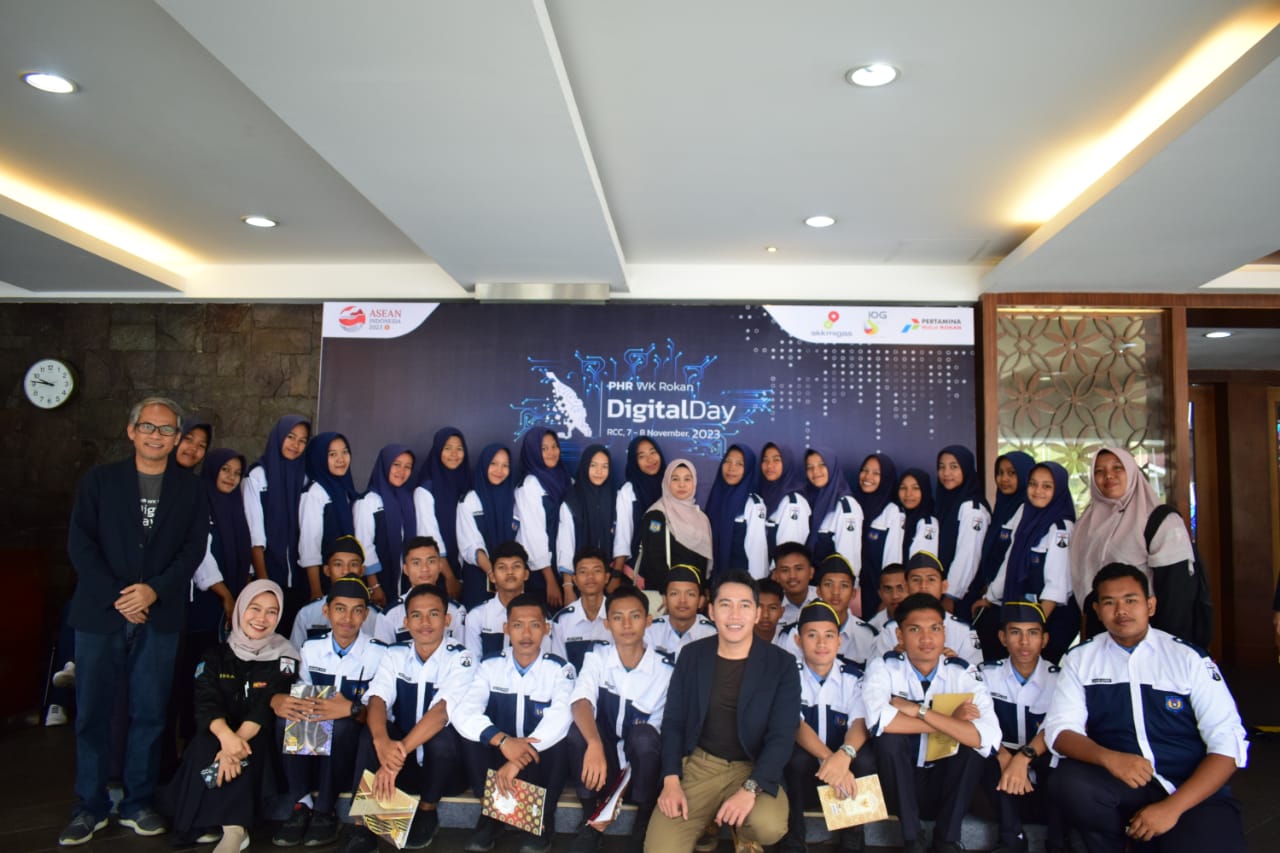 ASEAN
INDONESIA
2023
skkmigas
IOG
PERTAMINA
HULU ROKAN
PHR WK Rokan
DigitalDay
RCC, 7 - 8 November, 2023